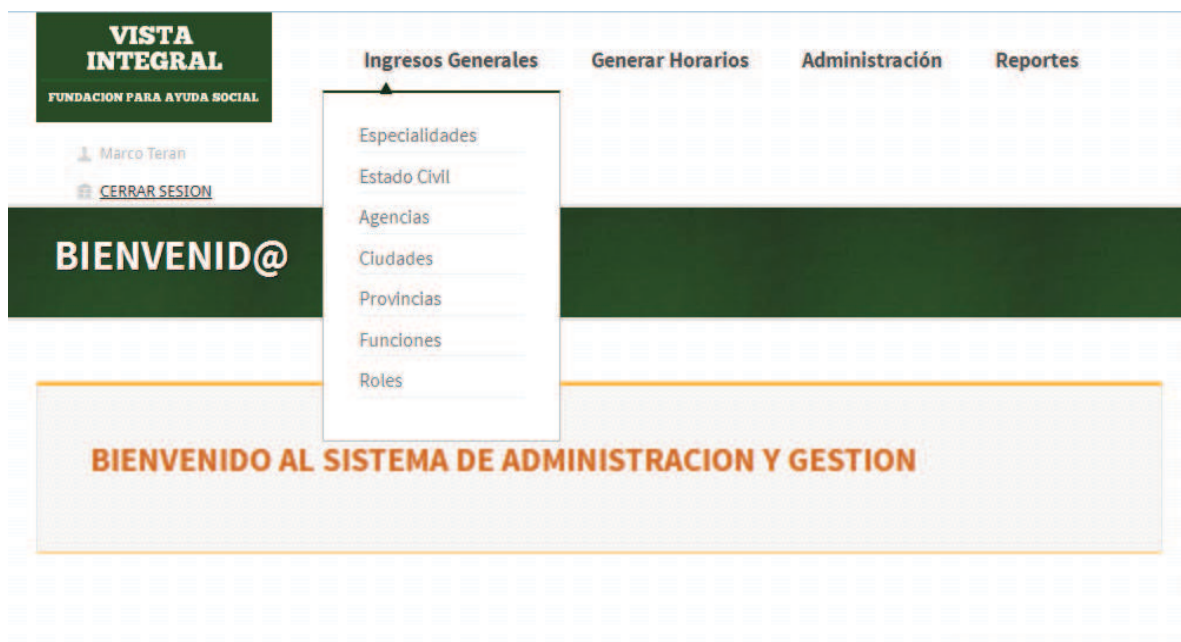 VISTA
INTEGRAL
FUNDACION PARA AYUDA SOCIAL
Ingresos Generales Generar Horarios Administración Reportes
Marco Teran
CERRAR SESION
Especialidades
Estado Civil
Agencias
Ciudades
Provincias
Funciones
Roles
BIENVENID@
BIENVENIDO AL SISTEMA DE ADMINISTRACION Y GESTION